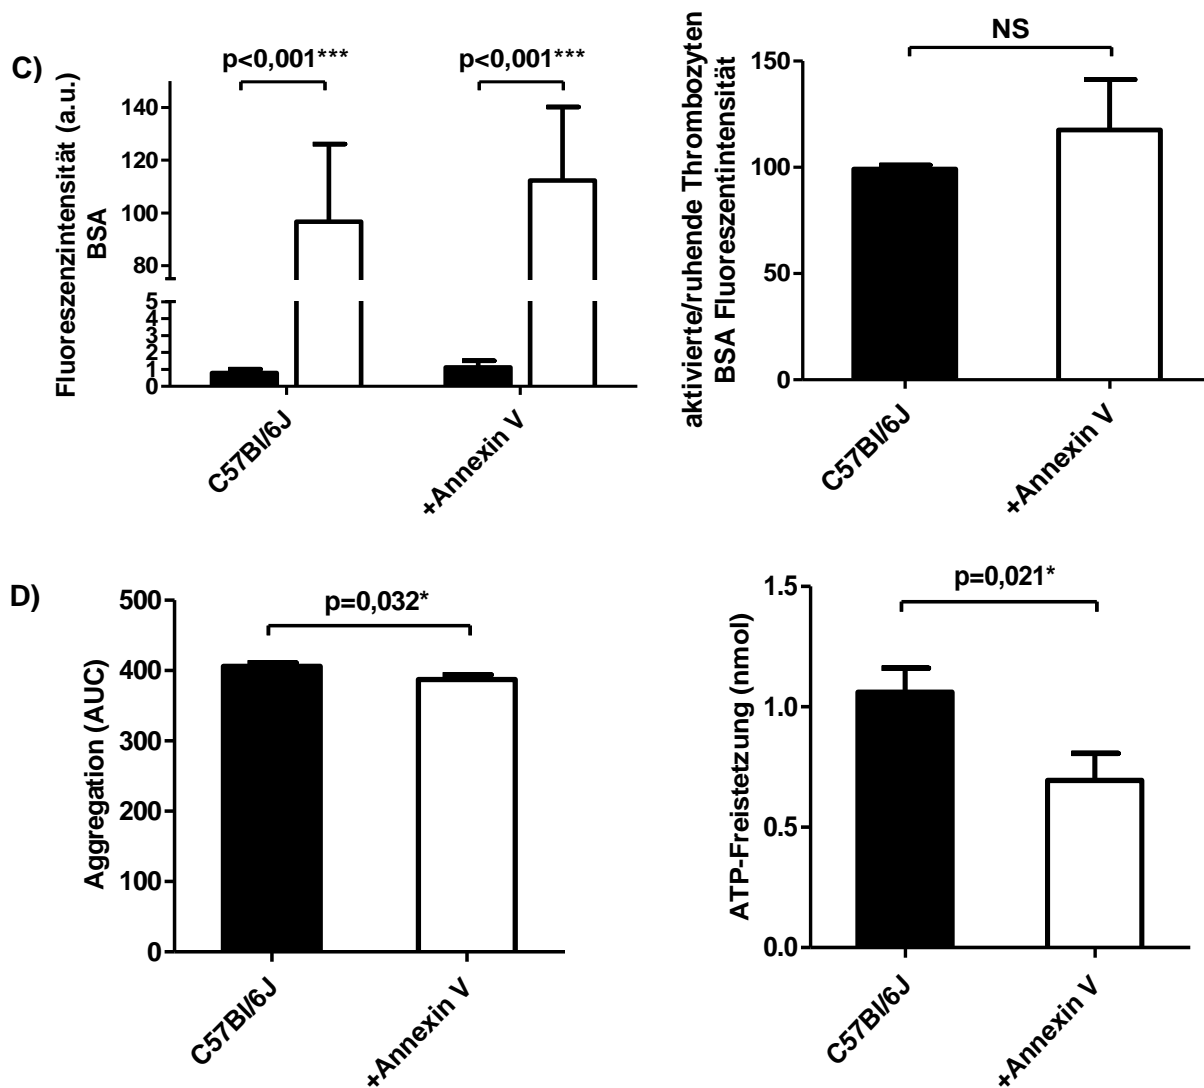 C)
p<0,001***
p<0,001***
Fluoreszenzintensität (a.u.)
BSA
140
120
100
80
5
4
3
2
1
0
C57Bl/6J
+Annexin V
NS
aktivierte/ruhende Thrombozyten
BSA Fluoreszentintensität
150
100
50
0
C57Bl/6J
+Annexin V
D)
p=0,032*
Aggregation (AUC)
500
400
300
200
100
0
C57Bl/6J
+Annexin V
p=0,021*
ATP-Freistetzung (nmol)
1.5
1.0
0.5
0.0
C57Bl/6J
+Annexin V